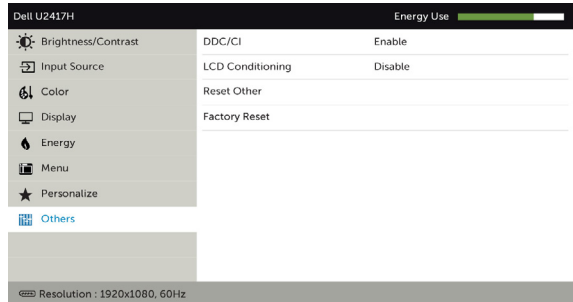 Dell U2417H
Energy Use
Brightness/Contrast
DDC/CI Enable
Input Source
LCD Conditioning Disable
Color
Reset Other
Display
Factory Reset
Energy
Menu
Personalize
Others
Resolution : 1920x1080, 60Hz